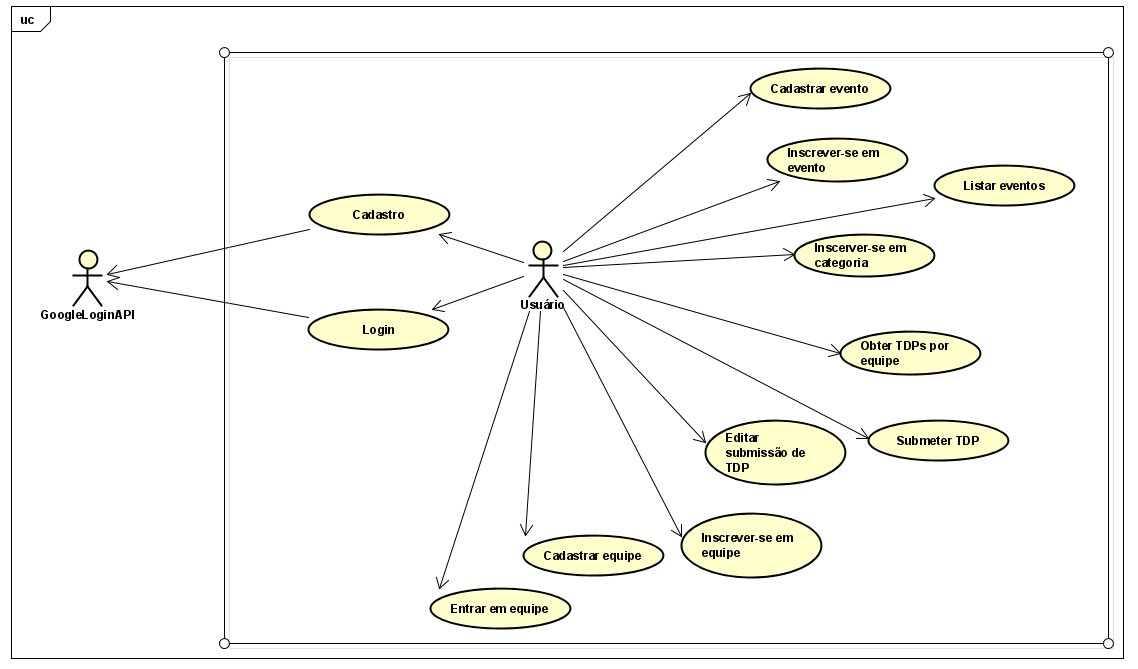 uc
Cadastrar evento
Inscrever-se em
evento
Listar eventos
Cadastro
Inscerver-se em
categoria
GoogleLoginAPI
Usuário
Login
Obter TDPs por
equipe
Editar
submissão de
TDP
Submeter TDP
Inscrever-se em
equipe
Cadastrar equipe
Entrar em equipe